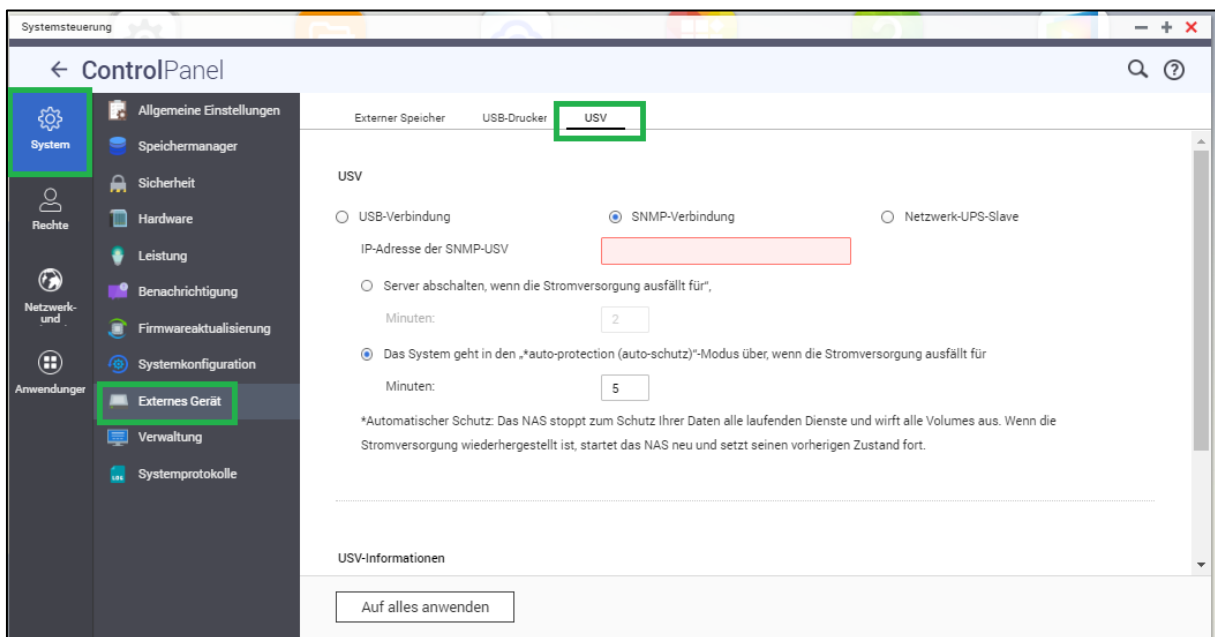 Systemsteuerung
ControlPanel
System
Rechte
Netzwerk-
und
Anwendunger
Allgemeine Einstellungen
Speichermanager
Sicherheit
Hardware
Leistung
Benachrichtigung
Firmwareaktualisierung
Systemkonfiguration
Externes Gerät
Verwaltung
Systemprotokolle
Externer Speicher USB-Drucker USV
USV
USB-Verbindung SNMP-Verbindung Netzwerk-UPS-Slave
IP-Adresse der SNMP-USV
Server abschalten, wenn die Stromversorgung ausfällt für",
Minuten: 2
Das System geht in den „*auto-protection (auto-schutz)"-Modus über, wenn die Stromversorgung ausfällt für
Minuten: 5
*Automatischer Schutz: Das NAS stoppt zum Schutz Ihrer Daten alle laufenden Dienste und wirft alle Volumes aus. Wenn die
Stromversorgung wiederhergestellt ist, startet das NAS neu und setzt seinen vorherigen Zustand fort.
USV-Informationen
Auf alles anwenden